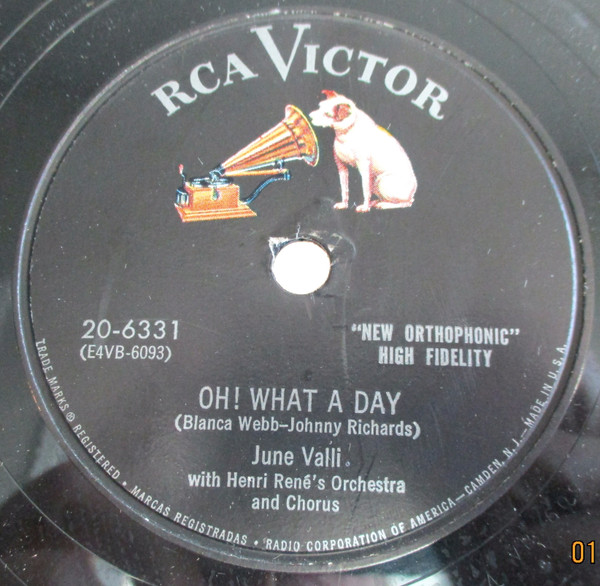 RCA VICTOR
20-6331
(E4VB-6093)
"NEW ORTHOPHONIC"
HIGH FIDELITY
OH! WHAT A DAY
(Blanca Webb–Johnny Richards)
June Valli
with Henri René's Orchestra
and Chorus
TRADE MARKS ® REGISTERED • MARCAS REGISTRADAS • RADIO CORPORATION OF AMERICA—CAMDEN, N. J.—MADE IN U.S.A.
01